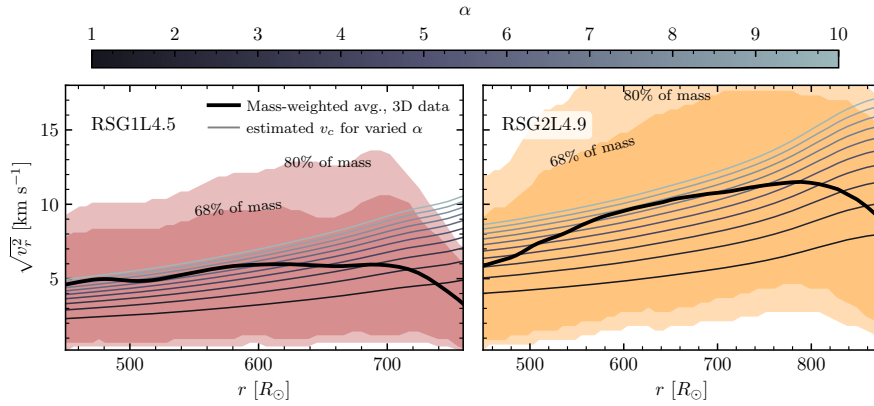 α
1 2 3 4 5 6 7 8 9 10
RSG1L4.5
Mass-weighted avg., 3D data
estimated v_c for varied α
80% of mass
68% of mass
RSG2L4.9
80% of mass
68% of mass
√v_r^2 [km s⁻¹]
15
10
5
500 600 700
500 600 700 800
r [R_⊙]
r [R_⊙]